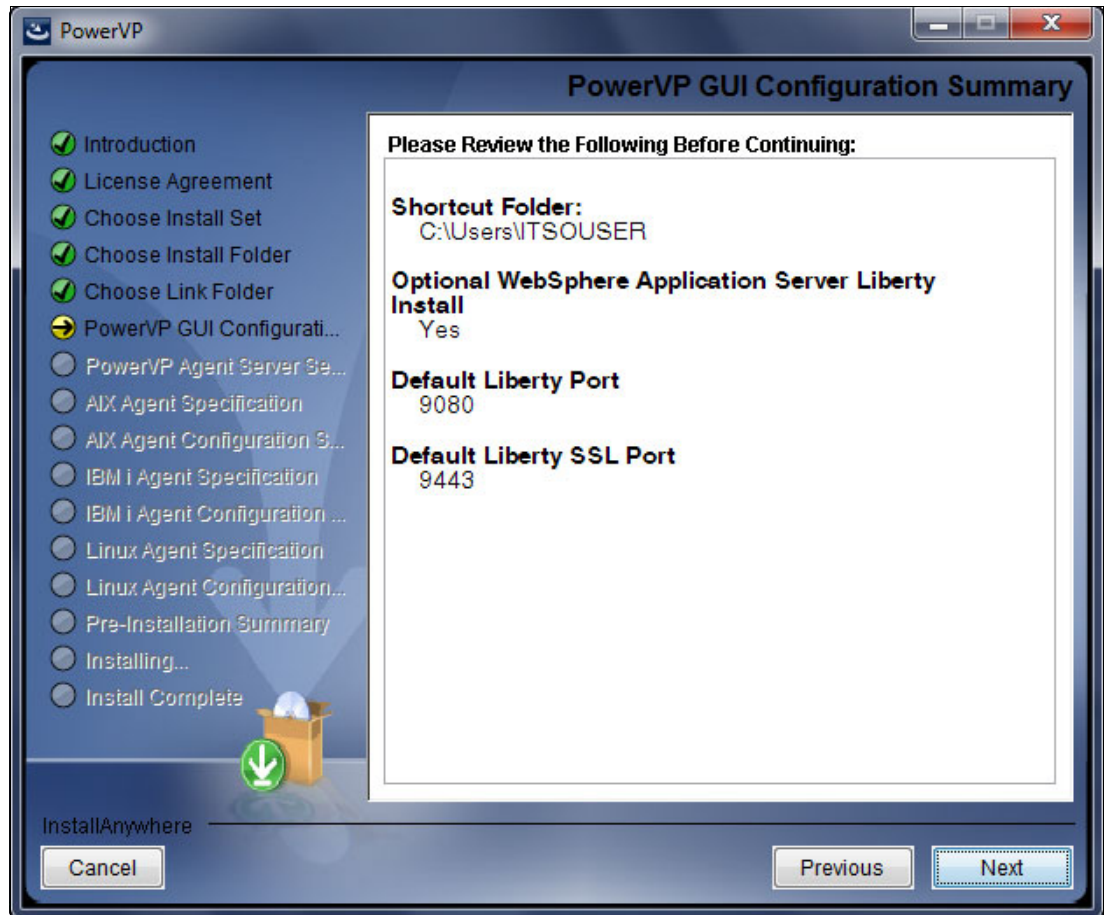 PowerVP
PowerVP GUI Configuration Summary
Introduction
License Agreement
Choose Install Set
Choose Install Folder
Choose Link Folder
PowerVP GUI Configurati...
PowerVP Agent Server Se...
AIX Agent Specification
AIX Agent Configuration S...
IBM i Agent Specification
IBM i Agent Configuration ...
Linux Agent Specification
Linux Agent Configuration...
Pre-Installation Summary
Installing...
Install Complete
Please Review the Following Before Continuing:
Shortcut Folder:
C:\Users\ITSOUSER
Optional WebSphere Application Server Liberty
Install
Yes
Default Liberty Port
9080
Default Liberty SSL Port
9443
InstallAnywhere
Cancel
Previous
Next